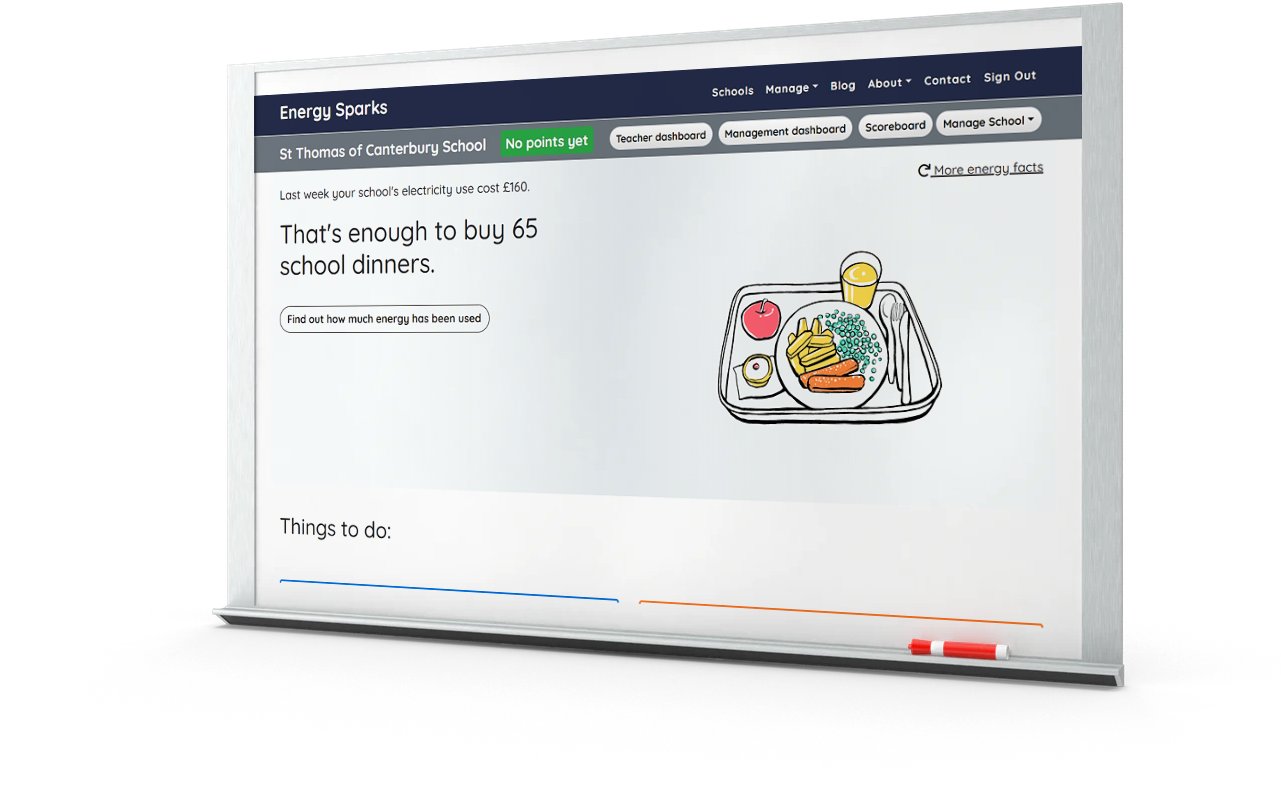 Energy Sparks
Schools Manage Blog About Contact Sign Out
St Thomas of Canterbury School No points yet Teacher dashboard Management dashboard Scoreboard Manage School
More energy facts
Last week your school's electricity use cost £160.
That's enough to buy 65
school dinners.
Find out how much energy has been used
Things to do: